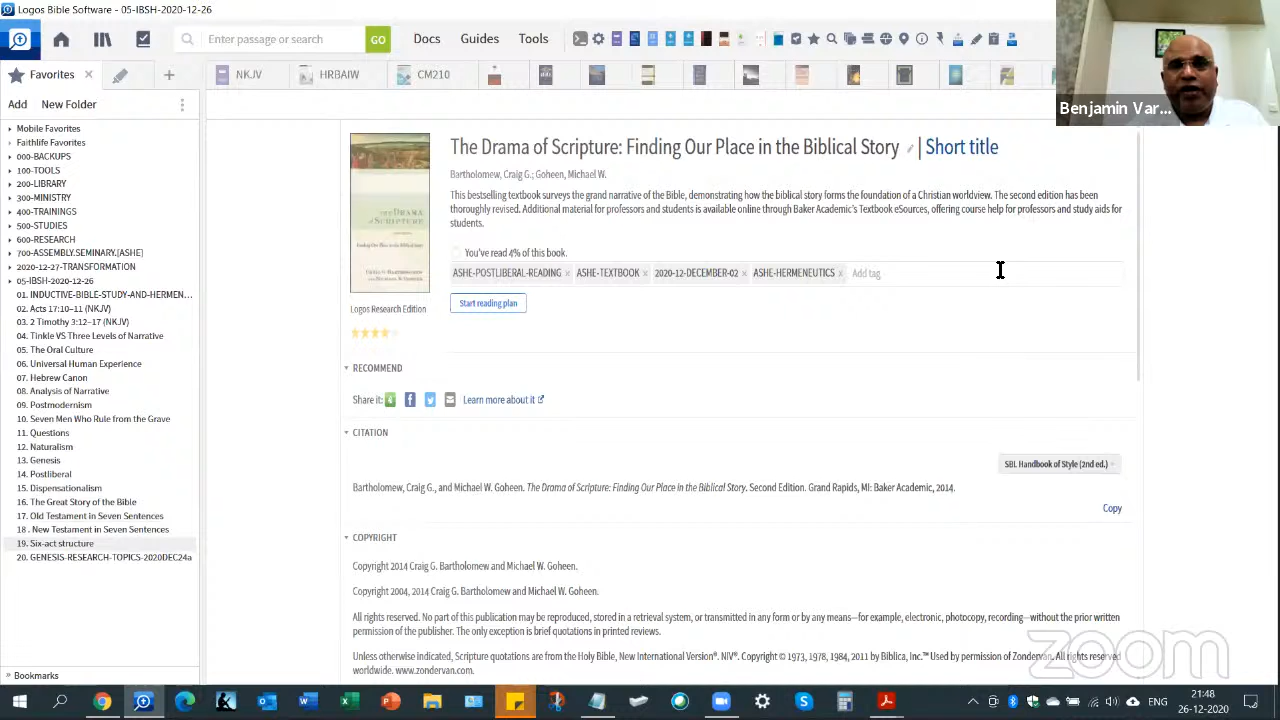 Logos Bible Software - 05-IBSH-2020-12-26
Enter passage or search
GO
Docs
Guides
Tools
Favorites
NKJV
HRBAIW
CM210
Benjamin Var...
Add
New Folder
Mobile Favorites
Faithlife Favorites
000-BACKUPS
100-TOOLS
200-LIBRARY
300-MINISTRY
400-TRAININGS
500-STUDIES
600-RESEARCH
700-ASSEMBLY.SEMINARY.[ASHE]
2020-12-27-TRANSFORMATION
05-IBSH-2020-12-26
01. INDUCTIVE-BIBLE-STUDY-AND-HERMEN...
02. Acts 17:10–11 (NKJV)
03. 2 Timothy 3:12–17 (NKJV)
04. Tinkle VS Three Levels of Narrative
05. The Oral Culture
06. Universal Human Experience
07. Hebrew Canon
08. Analysis of Narrative
09. Postmodernism
10. Seven Men Who Rule from the Grave
11. Questions
12. Naturalism
13. Genesis
14. Postliberal
15. Dispensationalism
16. The Great Story of the Bible
17. Old Testament in Seven Sentences
18 . New Testament in Seven Sentences
19. Six-act structure
20. GENESIS-RESEARCH-TOPICS-2020DEC24a
Bookmarks
THE DRAMA
OF SCRIPTURE
Logos Research Edition
The Drama of Scripture: Finding Our Place in the Biblical Story | Short title
Bartholomew, Craig G.; Goheen, Michael W.
This bestselling textbook surveys the grand narrative of the Bible, demonstrating how the biblical story forms the foundation of a Christian worldview. The second edition has been
thoroughly revised. Additional material for professors and students is available online through Baker Academic's Textbook eSources, offering course help for professors and study aids for
students.
You've read 4% of this book.
ASHE-POSTLIBERAL-READING × ASHE-TEXTBOOK × 2020-12-DECEMBER-02 × ASHE-HERMENEUTICS × Add tag
Start reading plan
RECOMMEND
Share it:
Learn more about it
CITATION
SBL Handbook of Style (2nd ed.)
Bartholomew, Craig G., and Michael W. Goheen. The Drama of Scripture: Finding Our Place in the Biblical Story. Second Edition. Grand Rapids, MI: Baker Academic, 2014.
Copy
COPYRIGHT
Copyright 2014 Craig G. Bartholomew and Michael W. Goheen.
Copyright 2004, 2014 Craig G. Bartholomew and Michael W. Goheen.
All rights reserved. No part of this publication may be reproduced, stored in a retrieval system, or transmitted in any form or by any means—for example, electronic, photocopy, recording—without the prior written
permission of the publisher. The only exception is brief quotations in printed reviews.
Unless otherwise indicated, Scripture quotations are from the Holy Bible, New International Version®. NIV®. Copyright © 1973, 1978, 1984, 2011 by Biblica, Inc.™ Used by permission of Zondervan. All rights reserved
worldwide. www.zondervan.com.
zoom
21:48
26-12-2020